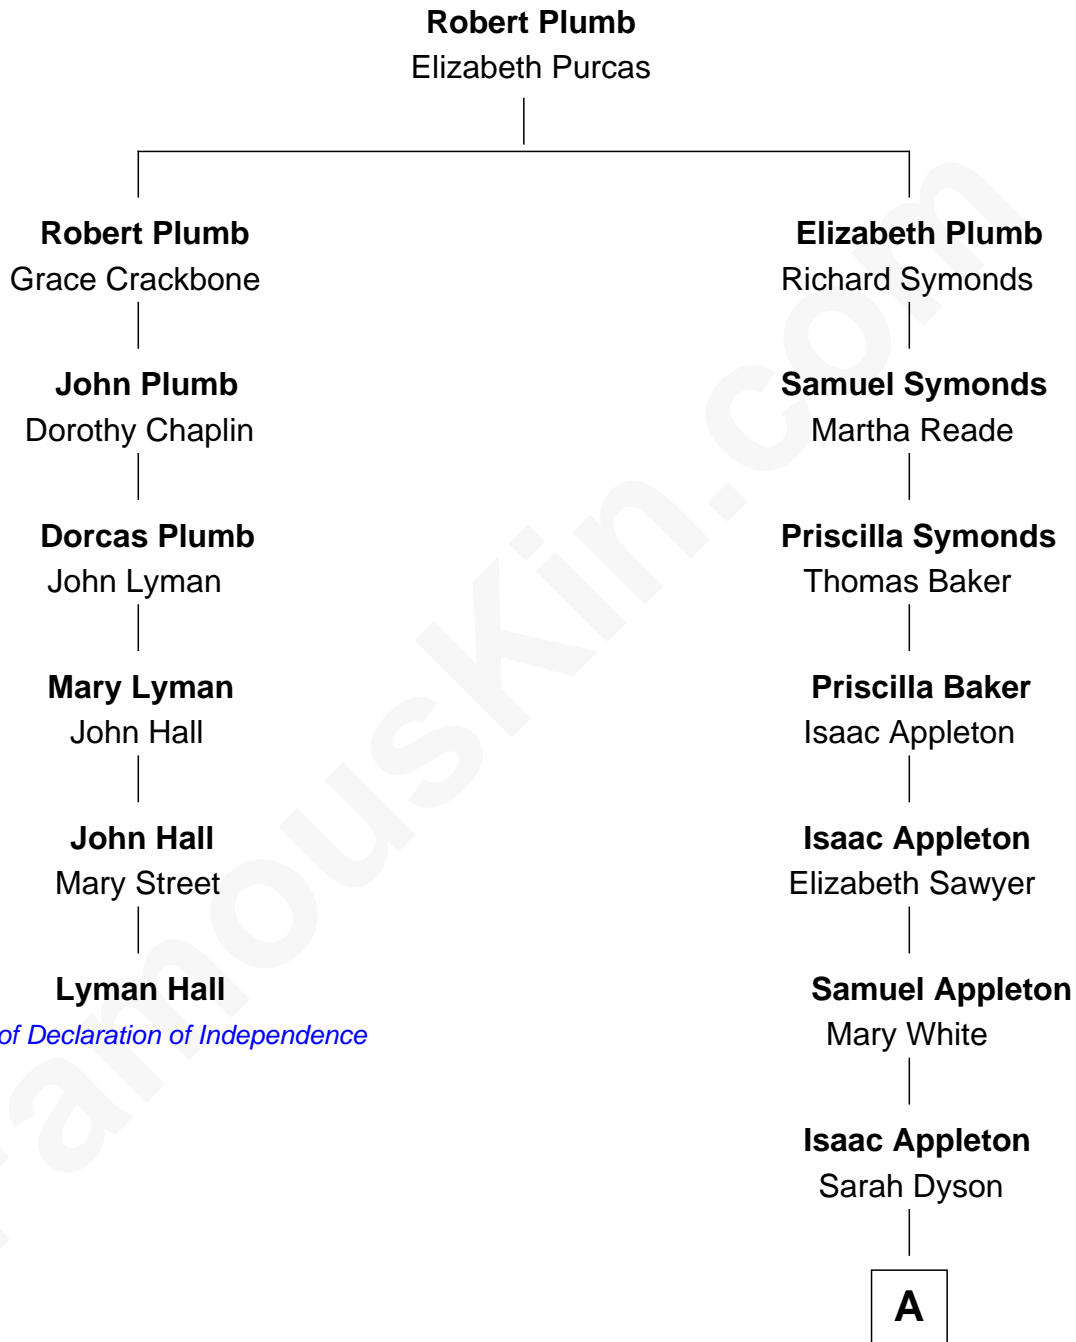 Robert Plumb
Elizabeth Purcas
Robert Plumb
Grace Crackbone
John Plumb
Dorothy Chaplin
Dorcas Plumb
John Lyman
Mary Lyman
John Hall
John Hall
Mary Street
Lyman Hall
of Declaration of Independence
Elizabeth Plumb
Richard Symonds
Samuel Symonds
Martha Reade
Priscilla Symonds
Thomas Baker
Priscilla Baker
Isaac Appleton
Isaac Appleton
Elizabeth Sawyer
Samuel Appleton
Mary White
Isaac Appleton
Sarah Dyson
A
FamousKin.com